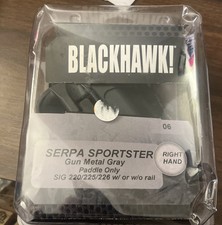 BLACKHAWK!
06
SERPA SPORTSTER
Gun Metal Gray
Paddle Only
SIG 220/225/226 w/ or w/o rail
RIGHT
HAND